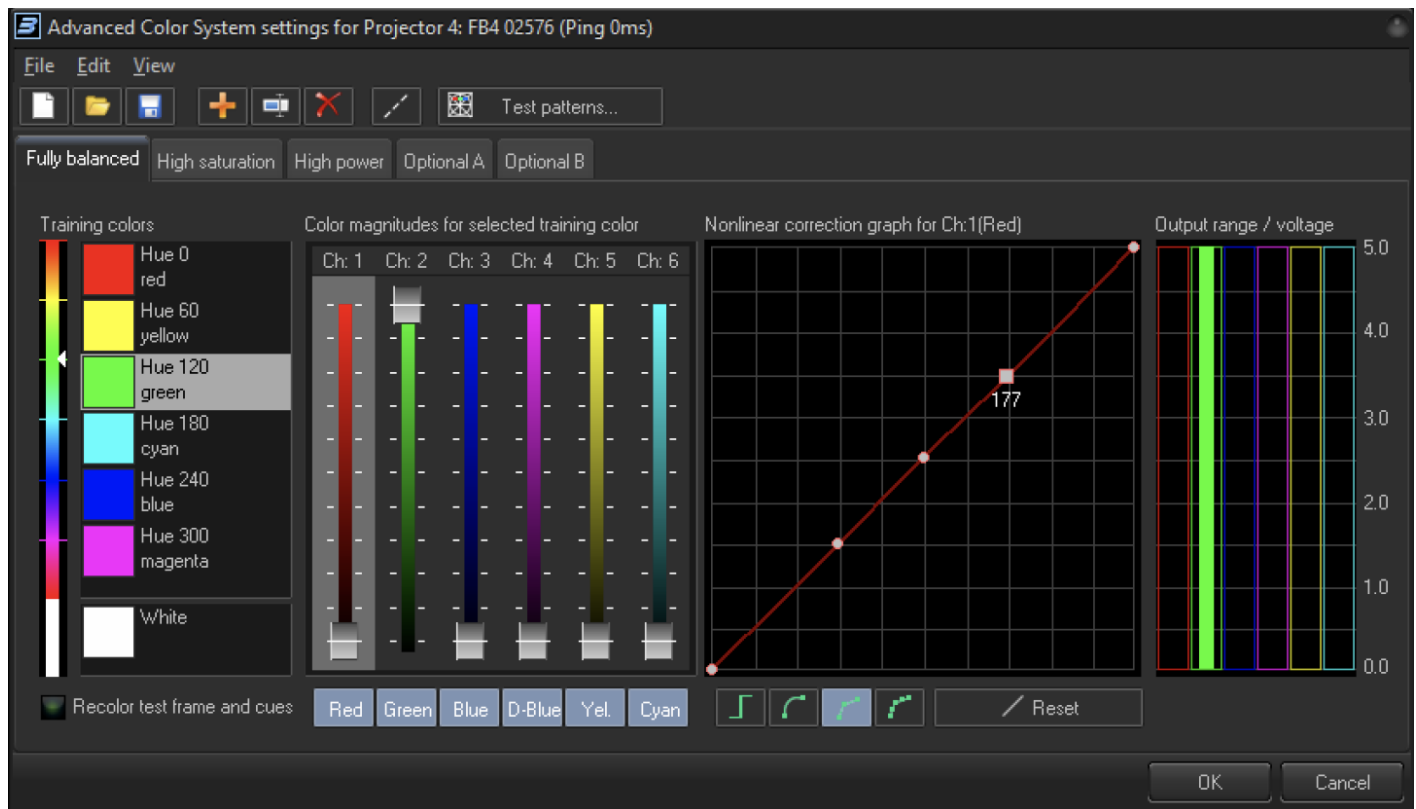 Advanced Color System settings for Projector 4: FB4 02576 (Ping 0ms)
File Edit View
Test patterns...
Fully balanced High saturation High power Optional A Optional B
Training colors
Hue 0
red
Hue 60
yellow
Hue 120
green
Hue 180
cyan
Hue 240
blue
Hue 300
magenta
White
Recolor test frame and cues
Color magnitudes for selected training color
Ch: 1 Ch: 2 Ch: 3 Ch: 4 Ch: 5 Ch: 6
Red Green Blue D-Blue Yel. Cyan
Nonlinear correction graph for Ch:1(Red)
177
Reset
Output range / voltage
5.0
4.0
3.0
2.0
1.0
0.0
OK Cancel